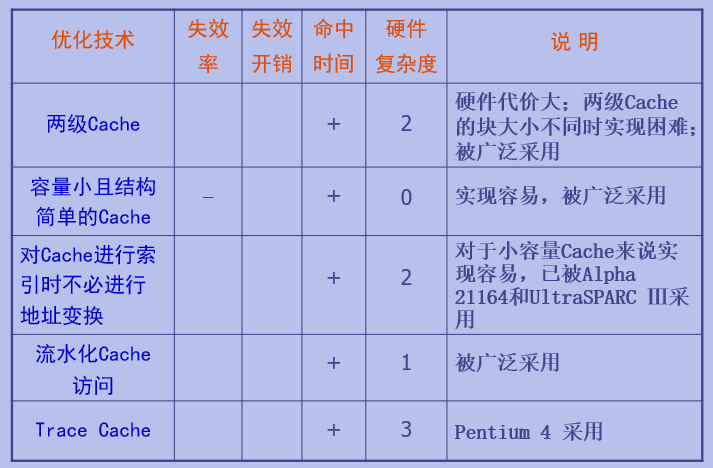 优化技术
失效
率
失效
开销
命中
时间
硬件
复杂度
说 明
两级Cache
+
2
硬件代价大；两级Cache
的块大小不同时实现困难；
被广泛采用
容量小且结构
简单的Cache
－
+
0
实现容易，被广泛采用
对Cache进行索
引时不必进行
地址变换
+
2
对于小容量Cache来说实
现容易，已被Alpha
21164和UltraSPARC Ⅲ采
用
流水化Cache
访问
+
1
被广泛采用
Trace Cache
+
3
Pentium 4 采用